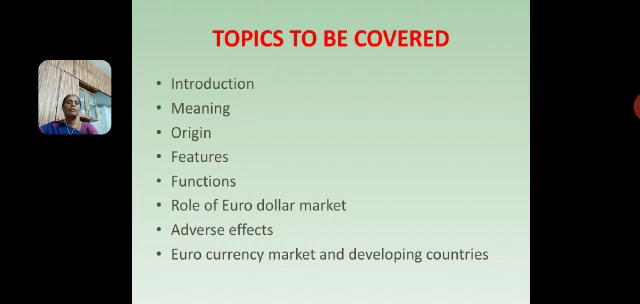 TOPICS TO BE COVERED
• Introduction
• Meaning
• Origin
• Features
• Functions
• Role of Euro dollar market
• Adverse effects
• Euro currency market and developing countries